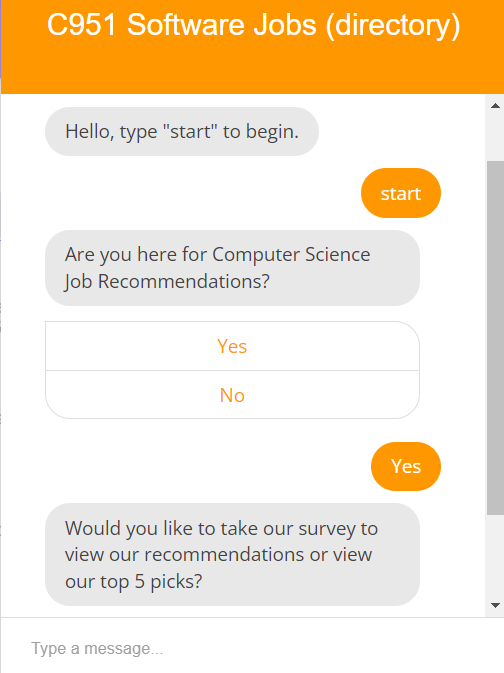 C951 Software Jobs (directory)
Hello, type "start" to begin.
start
Are you here for Computer Science
Job Recommendations?
Yes
No
Yes
Would you like to take our survey to
view our recommendations or view
our top 5 picks?
Type a message...